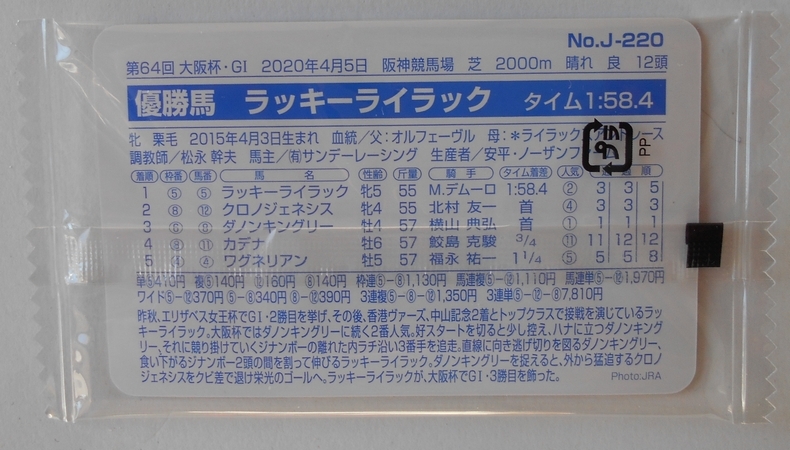 No.J-220
第64回 大阪杯・GI 2020年4月5日 阪神競馬場 芝 2000m 晴れ 良 12頭
優勝馬 ラッキーライラック タイム1:58.4
牝 栗毛 2015年4月3日生まれ 血統/父:オルフェーヴル 母:*ライラック レース
調教師/松永 幹夫 馬主/㈲サンデーレーシング 生産者/安平・ノーザンファ
プラ
PP
着順 枠番 馬番 馬名 性齢 斤量 騎手 タイム着差 人気 順
1 ⑤ ⑤ ラッキーライラック 牝5 55 M.デムーロ 1:58.4 ② 3 3 5
2 ⑧ ⑫ クロノジェネシス 牝4 55 北村 友一 首 ④ 3 3 3
3 ⑥ ⑧ ダノンキングリー 牡4 57 横山 典弘 首 ① 1 1 1
4 ⑧ ⑪ カデナ 牡6 57 鮫島 克駿 3/4 ⑪ 11 12 12
5 ④ ④ ワグネリアン 牡5 57 福永 祐一 1 1/4 ⑤ 5 5 8
単⑤410円 複⑤140円 ⑫160円 ⑧140円 枠連⑤-⑧1,130円 馬連複⑤-⑫1,110円 馬連単⑤-⑫1,970円
ワイド⑤-⑫370円 ⑤-⑧340円 ⑧-⑫390円 3連複⑤-⑧-⑫1,350円 3連単⑤-⑫-⑧7,810円
昨秋、エリザベス女王杯でGI・2勝目を挙げ、その後、香港ヴァーズ、中山記念2着とトップクラスで接戦を演じているラッ
キーライラック。大阪杯ではダノンキングリーに続く2番人気。好スタートを切ると少し控え、ハナに立つダノンキング
リー、それに競り掛けていくジナンボーの離れた内ラチ沿い3番手を追走。直線に向き逃げ切りを図るダノンキングリー、
食い下がるジナンボー2頭の間を割って伸びるラッキーライラック。ダノンキングリーを捉えると、外から猛追するクロノ
ジェネシスをクビ差で退け栄光のゴールへ。ラッキーライラックが、大阪杯でGI・3勝目を飾った。
Photo:JRA